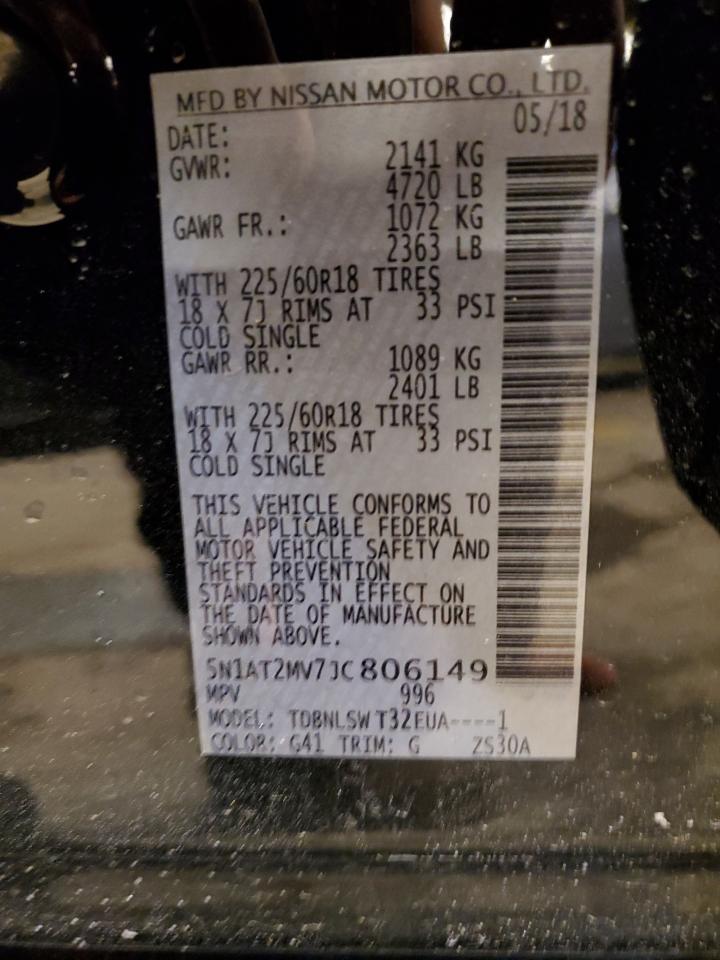 MFD BY NISSAN MOTOR CO., LTD.
DATE: 05/18
GVWR: 2141 KG
4720 LB
GAWR FR.: 1072 KG
2363 LB
WITH 225/60R18 TIRES
18 X 7J RIMS AT 33 PSI
COLD SINGLE
GAWR RR.: 1089 KG
2401 LB
WITH 225/60R18 TIRES
18 X 7J RIMS AT 33 PSI
COLD SINGLE
THIS VEHICLE CONFORMS TO
ALL APPLICABLE FEDERAL
MOTOR VEHICLE SAFETY AND
THEFT PREVENTION
STANDARDS IN EFFECT ON
THE DATE OF MANUFACTURE
SHOWN ABOVE.
5N1AT2MV7JC806149
MPV 996
MODEL: TDBNLSW T32EUA----1
COLOR: G41 TRIM: G ZS30A